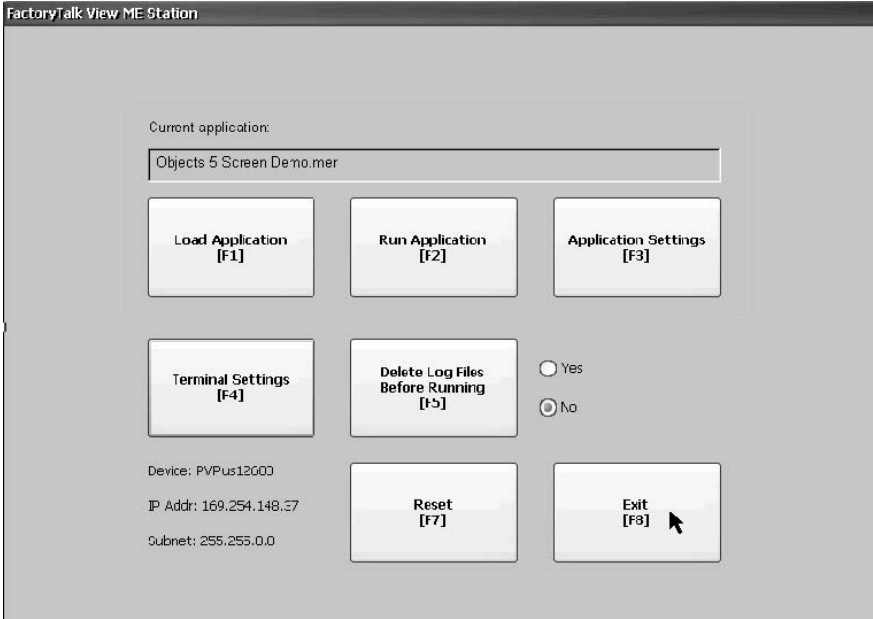 FactoryTalk View ME Station
Current application:
Objects 5 Screen Demo.mer
Load Application
[F1]
Run Application
[F2]
Application Settings
[F3]
Terminal Settings
[F4]
Delete Log Files
Before Running
[F5]
Yes
No
Device:
IP Addr: 169.254.148.37
Subnet: 255.255.0.0
Reset
[F7]
Exit
[F8]